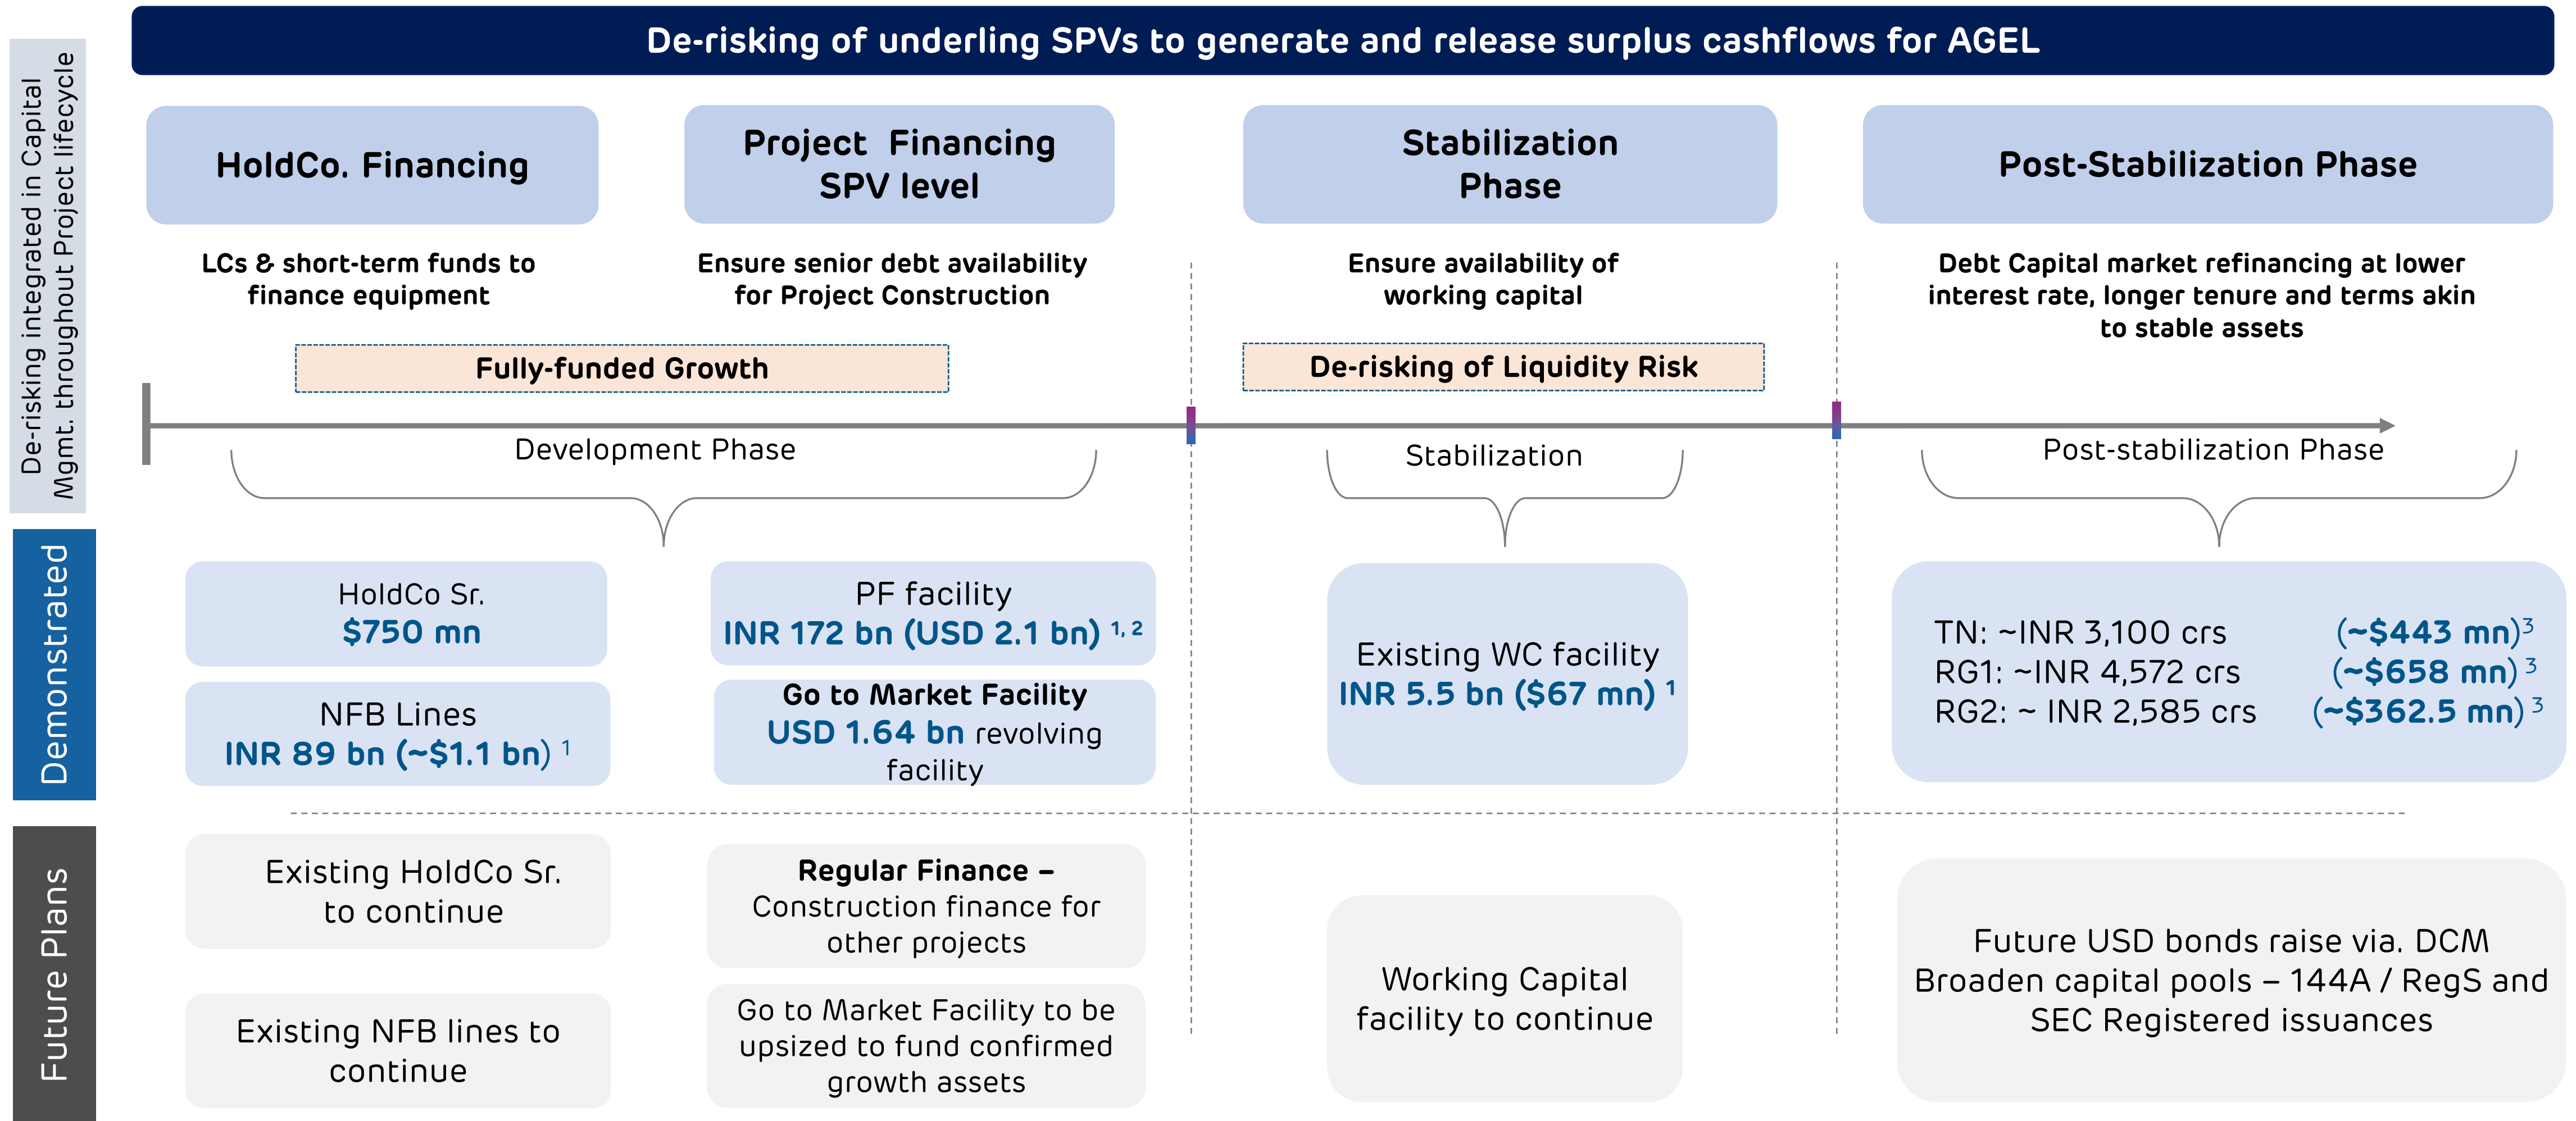 De-risking of underling SPVs to generate and release surplus cashflows for AGEL
De-risking integrated in Capital
Mgmt. throughout Project lifecycle
HoldCo. Financing
Project Financing
SPV level
Stabilization
Phase
Post-Stabilization Phase
LCs & short-term funds to
finance equipment
Ensure senior debt availability
for Project Construction
Ensure availability of
working capital
Debt Capital market refinancing at lower
interest rate, longer tenure and terms akin
to stable assets
Fully-funded Growth
De-risking of Liquidity Risk
Development Phase
Stabilization
Post-stabilization Phase
Demonstrated
HoldCo Sr.
$750 mn
NFB Lines
INR 89 bn (~$1.1 bn) 1
PF facility
INR 172 bn (USD 2.1 bn) 1, 2
Go to Market Facility
USD 1.64 bn revolving
facility
Existing WC facility
INR 5.5 bn ($67 mn) 1
TN: ~INR 3,100 crs (~$443 mn)3
RG1: ~INR 4,572 crs (~$658 mn) 3
RG2: ~ INR 2,585 crs (~$362.5 mn) 3
Future Plans
Existing HoldCo Sr.
to continue
Existing NFB lines to
continue
Regular Finance –
Construction finance for
other projects
Go to Market Facility to be
upsized to fund confirmed
growth assets
Working Capital
facility to continue
Future USD bonds raise via. DCM
Broaden capital pools – 144A / RegS and
SEC Registered issuances